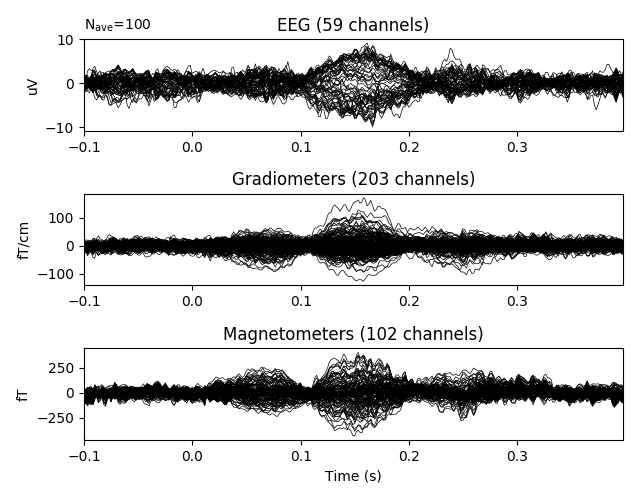 Nave=100
EEG (59 channels)
10
0
−10
uV
−0.1 0.0 0.1 0.2 0.3
Gradiometers (203 channels)
100
0
−100
fT/cm
−0.1 0.0 0.1 0.2 0.3
Magnetometers (102 channels)
250
0
−250
fT
−0.1 0.0 0.1 0.2 0.3
Time (s)